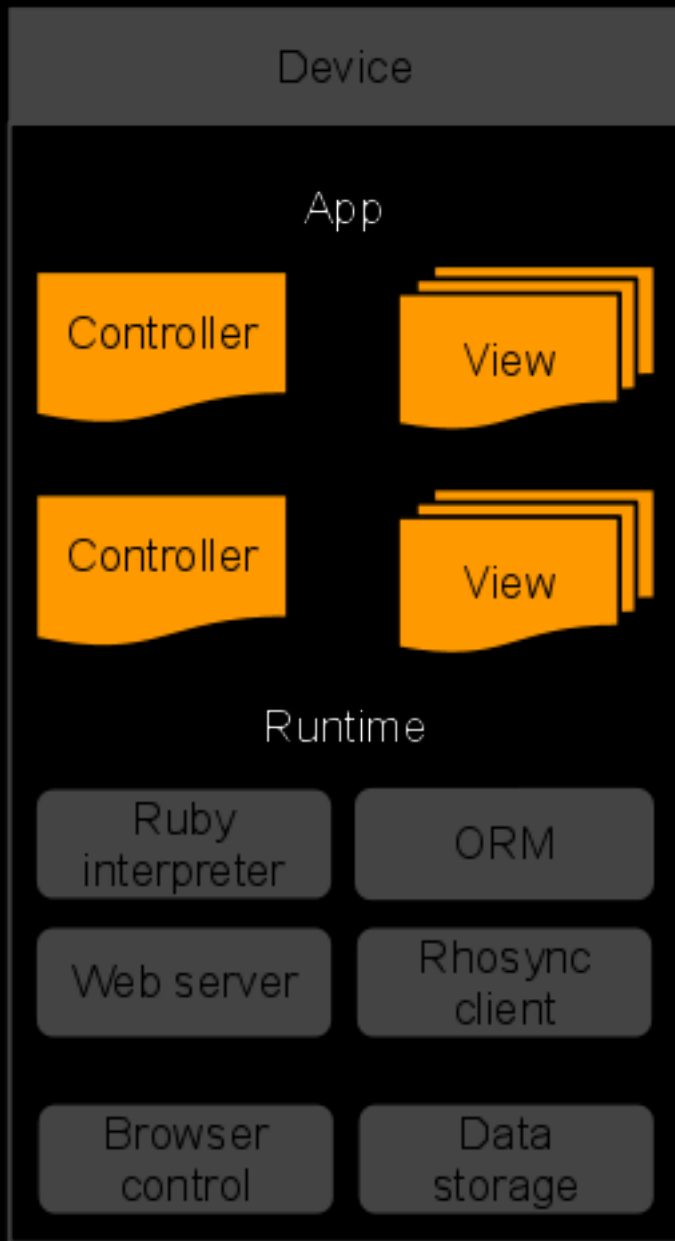 Device
App
Controller
View
Controller
View
Runtime
Ruby
interpreter
ORM
Web server
Rhosync
client
Browser
control
Data
storage